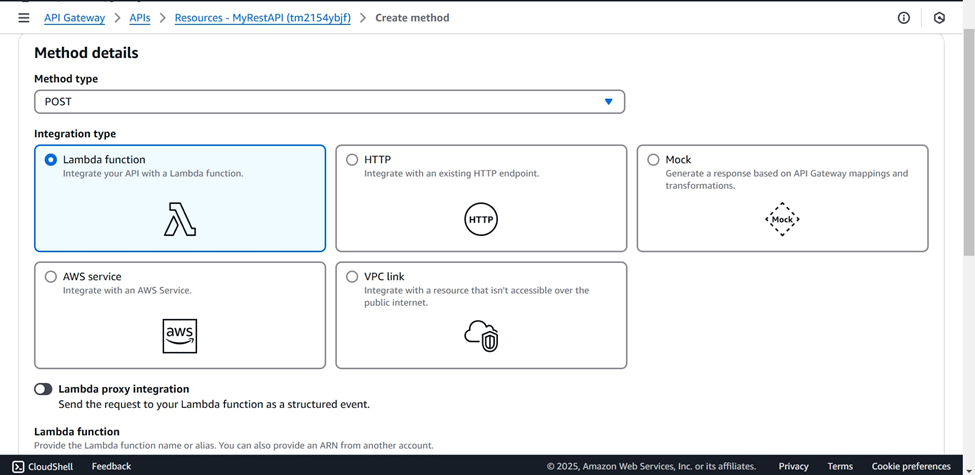 API Gateway > APIs > Resources - MyRestAPI (tm2154ybjf) > Create method
Method details
Method type
POST
Integration type
Lambda function
Integrate your API with a Lambda function.
HTTP
Integrate with an existing HTTP endpoint.
HTTP
Mock
Generate a response based on API Gateway mappings and
transformations.
Mock
AWS service
Integrate with an AWS Service.
aws
VPC link
Integrate with a resource that isn't accessible over the
public internet.
Lambda proxy integration
Send the request to your Lambda function as a structured event.
Lambda function
Provide the Lambda function name or alias. You can also provide an ARN from another account.
CloudShell Feedback © 2025, Amazon Web Services, Inc. or its affiliates. Privacy Terms Cookie preferences